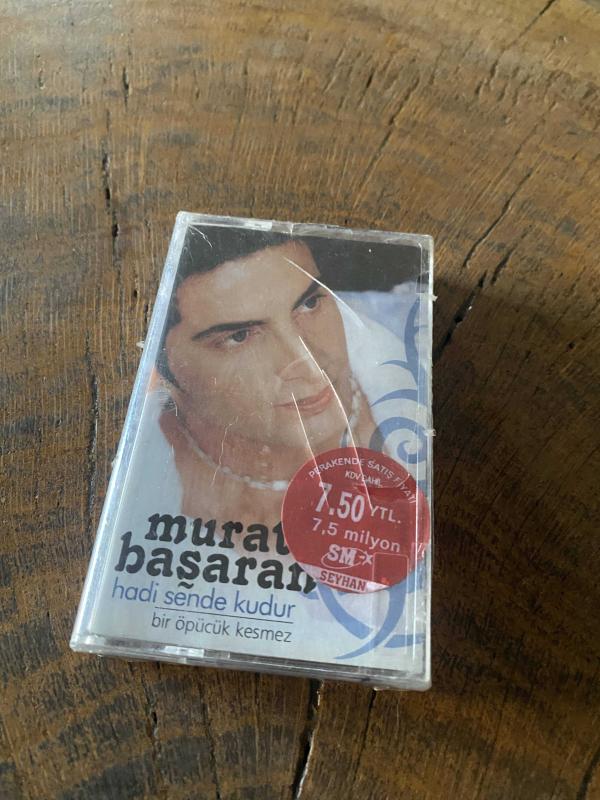 PERAKENDE SATIŞ FİYATI
KDV DAHİL
7.50 YTL.
7,5 milyon
SM-X
SEYHAN
murat
başaran
hadi sende kudur
bir öpücük kesmez